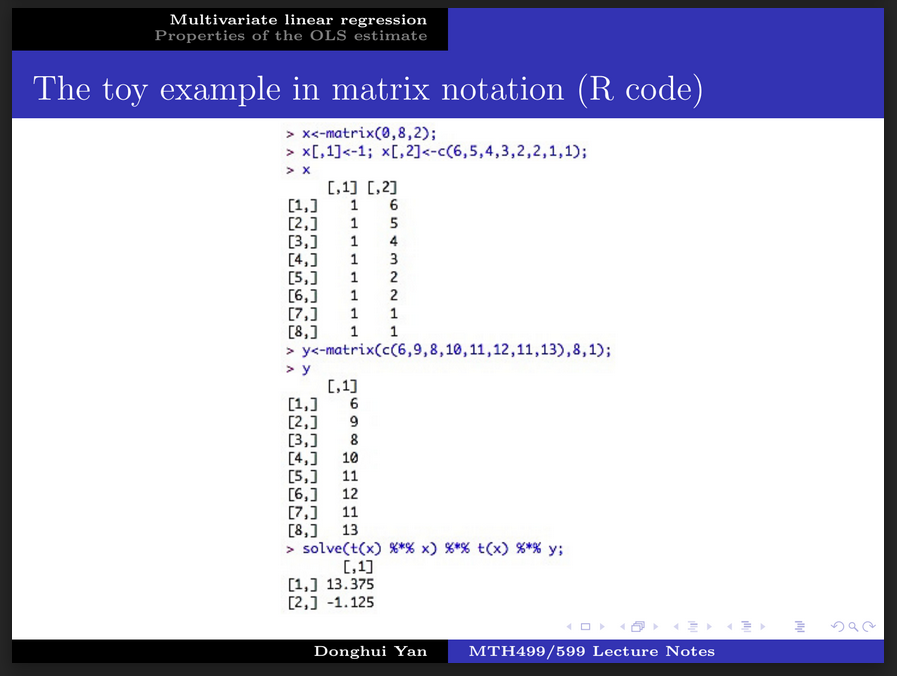 Multivariate linear regression
Properties of the OLS estimate
The toy example in matrix notation (R code)
> x<-matrix(0,8,2);
> x[,1]<-1; x[,2]<-c(6,5,4,3,2,2,1,1);
> x
[,1] [,2]
[1,] 1 6
[2,] 1 5
[3,] 1 4
[4,] 1 3
[5,] 1 2
[6,] 1 2
[7,] 1 1
[8,] 1 1
> y<-matrix(c(6,9,8,10,11,12,11,13),8,1);
> y
[,1]
[1,] 6
[2,] 9
[3,] 8
[4,] 10
[5,] 11
[6,] 12
[7,] 11
[8,] 13
> solve(t(x) %*% x) %*% t(x) %*% y;
[,1]
[1,] 13.375
[2,] -1.125
Donghui Yan MTH499/599 Lecture Notes